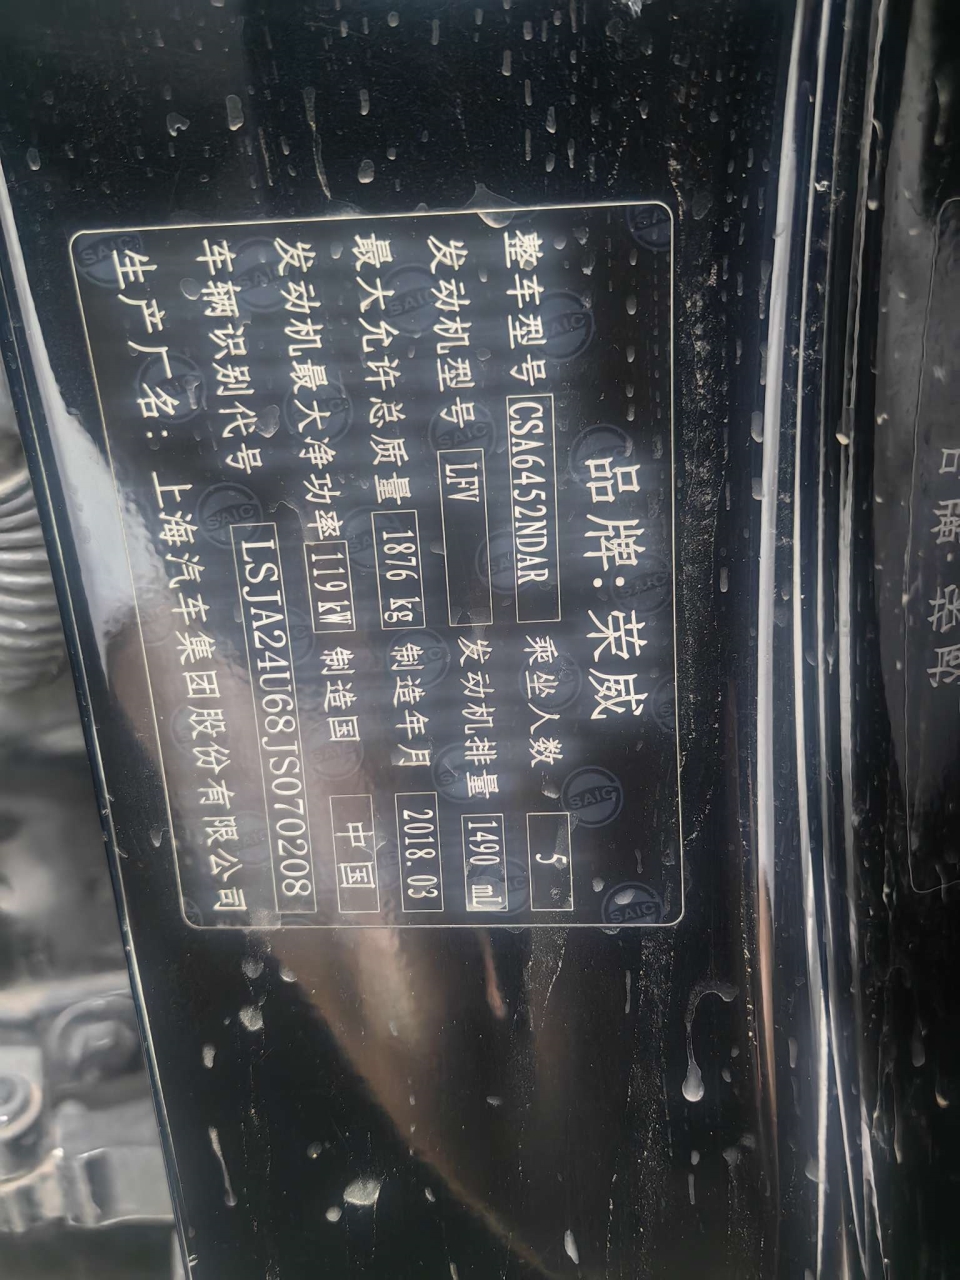 品牌:荣威
整车型号 CSA6452NDAR 乘坐人数 5
发动机型号 LFV 发动机排量 1490 ml
最大允许总质量 1876 kg 制造年月 2018.03
发动机最大净功率 119 kW 制造国 中国
车辆识别代号 LSJA24U68JS070208
生产厂名:上海汽车集团股份有限公司
SAIC